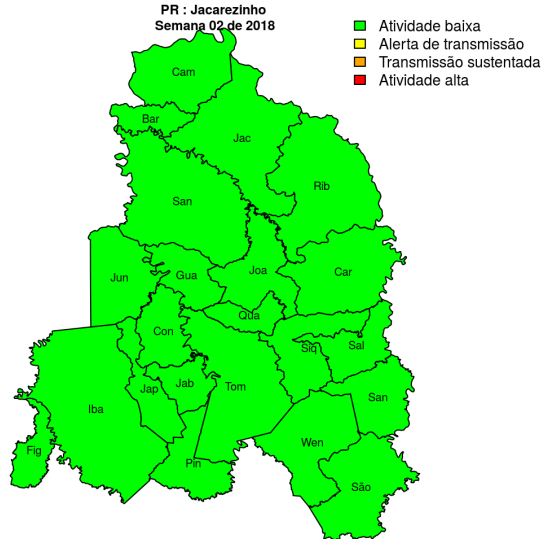 PR : Jacarezinho
Semana 02 de 2018
Atividade baixa
Alerta de transmissão
Transmissão sustentada
Atividade alta
Cam
Bar
Jac
Rib
San
Jun
Gua
Joa
Car
Qua
Con
Siq
Sal
Jap
Jab
Tom
San
Iba
Wen
Fig
Pin
São